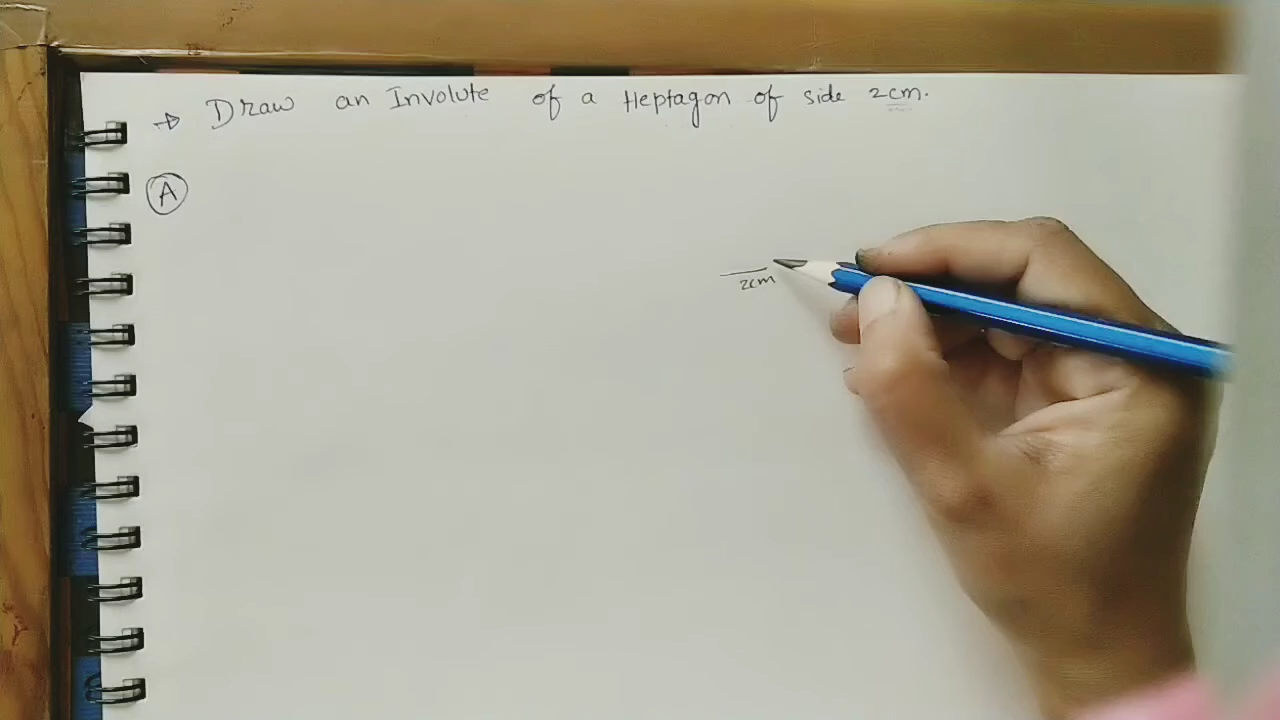 → Draw an Involute of a Heptagon of side 2cm.
A
2cm